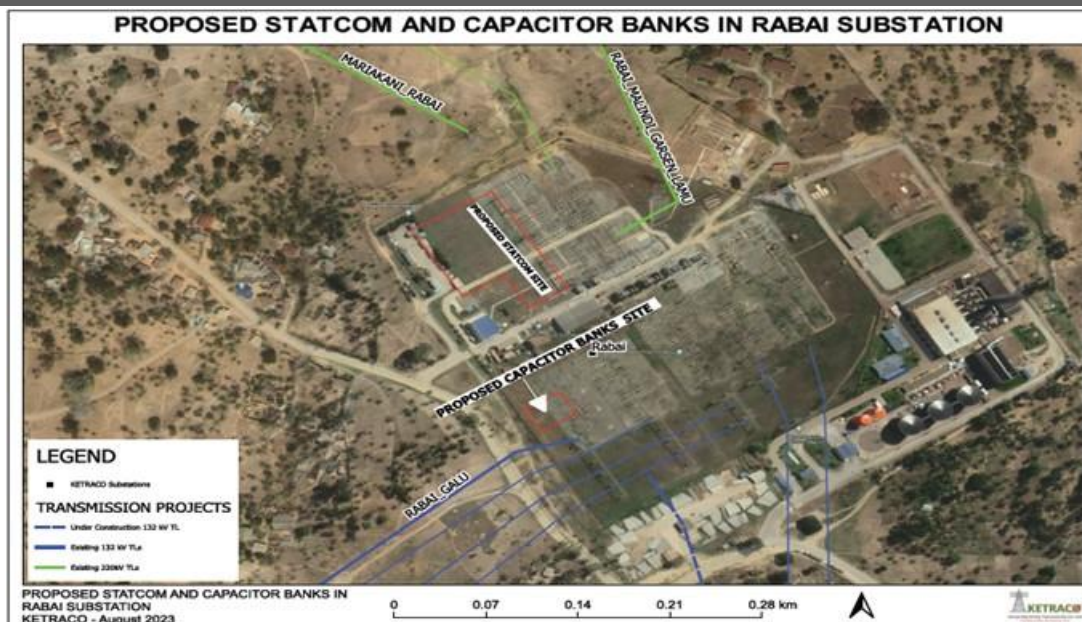 PROPOSED STATCOM AND CAPACITOR BANKS IN RABAI SUBSTATION
MARIAKANI_RABAI
RABAI_MALINDI_GARSEN_LAMU
PROPOSED STATCOM SITE
PROPOSED CAPACITOR BANKS SITE
Rabai
RABAI_GALU
LEGEND
KETRACO Substations
TRANSMISSION PROJECTS
Under Construction 132 kV TL
Existing 132 kV TLs
Existing 220kV TLs
PROPOSED STATCOM AND CAPACITOR BANKS IN
RABAI SUBSTATION
KETRACO - August 2023
0 0.07 0.14 0.21 0.28 km
KETRACO